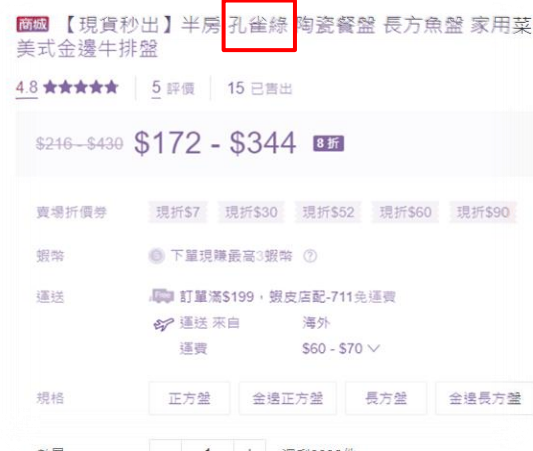 商城 【現貨秒出】半房 孔雀綠 陶瓷餐盤 長方魚盤 家用菜
美式金邊牛排盤
4.8 ★★★★★ 5 評價 15 已售出
$216 - $430 $172 - $344 8 折
賣場折價券 現折$7 現折$30 現折$52 現折$60 現折$90
蝦幣 下單現賺最高3蝦幣
運送 訂單滿$199，蝦皮店配-711免運費
運送 來自 海外
運費 $60 - $70
規格 正方盤 金邊正方盤 長方盤 金邊長方盤